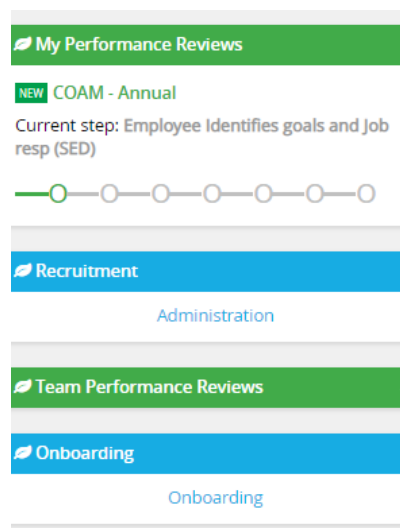 My Performance Reviews
NEW COAM - Annual
Current step: Employee Identifies goals and Job
resp (SED)
Recruitment
Administration
Team Performance Reviews
Onboarding
Onboarding